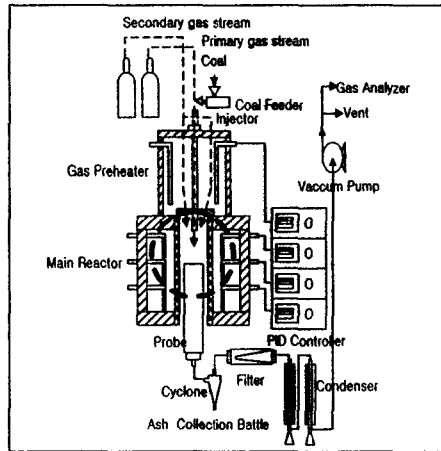 Secondary gas stream
Primary gas stream
Coal
Coal Feeder
Injector
Gas Analyzer
Vent
Gas Preheater
Vaccum Pump
Main Reactor
PID Controller
Probe
Cyclone
Filter
Condenser
Ash Collection Battle